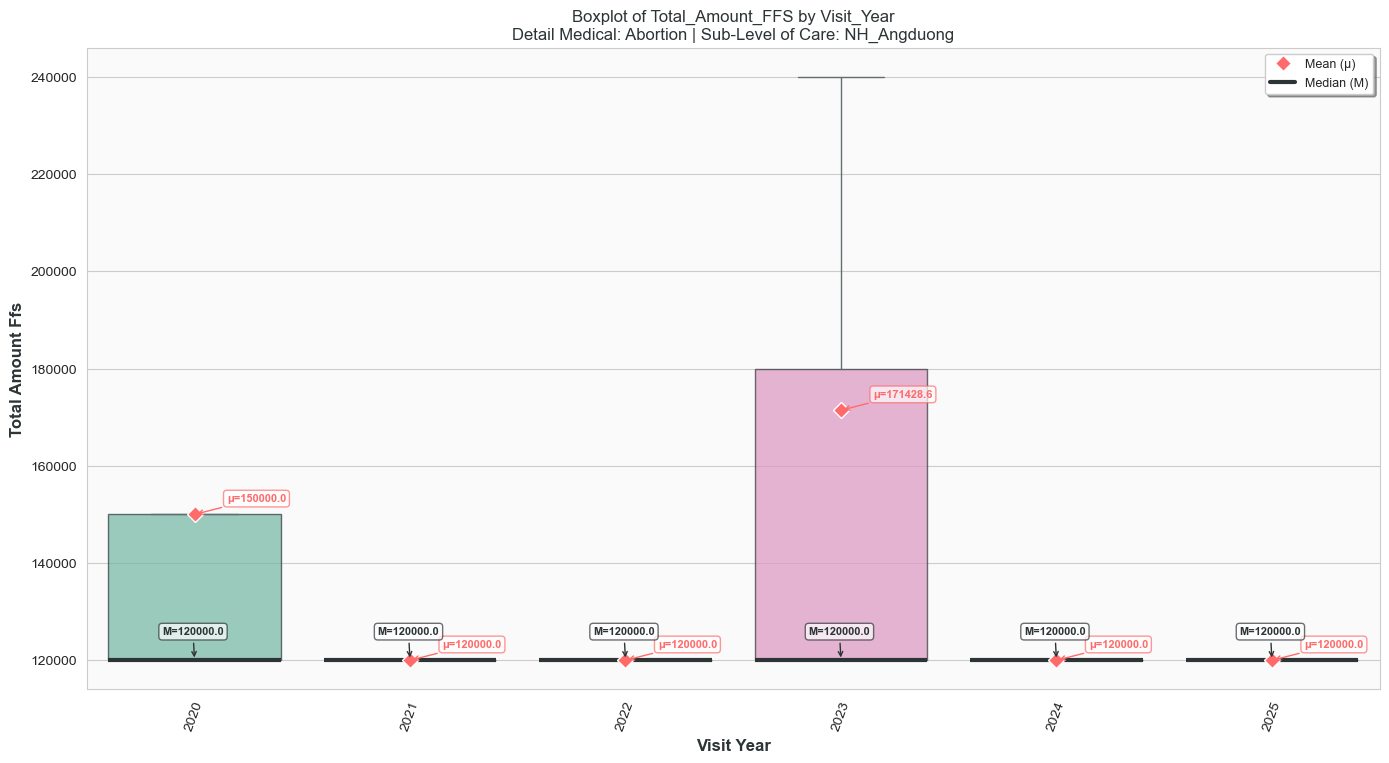 Boxplot of Total_Amount_FFS by Visit_Year
Detail Medical: Abortion | Sub-Level of Care: NH_Angduong
Mean (μ)
Median (M)
Total Amount Ffs
240000
220000
200000
180000
160000
140000
120000
μ=150000.0
M=120000.0
M=120000.0
μ=120000.0
M=120000.0
μ=120000.0
μ=171428.6
M=120000.0
M=120000.0
μ=120000.0
M=120000.0
μ=120000.0
2020
2021
2022
2023
2024
2025
Visit Year